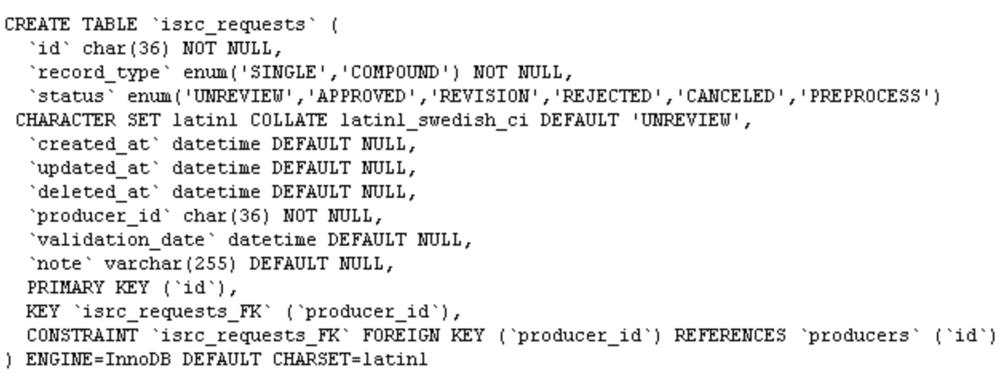 CREATE TABLE `isrc_requests` (
`id` char(36) NOT NULL,
`record_type` enum('SINGLE','COMPOUND') NOT NULL,
`status` enum('UNREVIEW','APPROVED','REVISION','REJECTED','CANCELED','PREPROCESS')
CHARACTER SET latin1 COLLATE latin1_swedish_ci DEFAULT 'UNREVIEW',
`created_at` datetime DEFAULT NULL,
`updated_at` datetime DEFAULT NULL,
`deleted_at` datetime DEFAULT NULL,
`producer_id` char(36) NOT NULL,
`validation_date` datetime DEFAULT NULL,
`note` varchar(255) DEFAULT NULL,
PRIMARY KEY (`id`),
KEY `isrc_requests_FK` (`producer_id`),
CONSTRAINT `isrc_requests_FK` FOREIGN KEY (`producer_id`) REFERENCES `producers` (`id`)
) ENGINE=InnoDB DEFAULT CHARSET=latin1